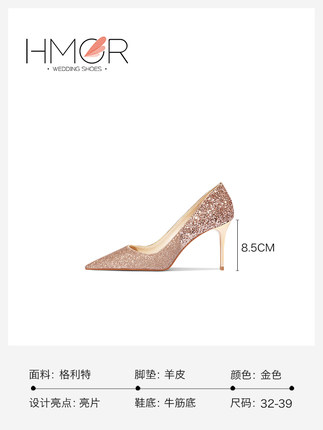 HMOR
• WEDDING SHOES. •
8.5CM
面料：格利特 脚垫：羊皮 颜色：金色
设计亮点：亮片 鞋底：牛筋底 尺码：32-39